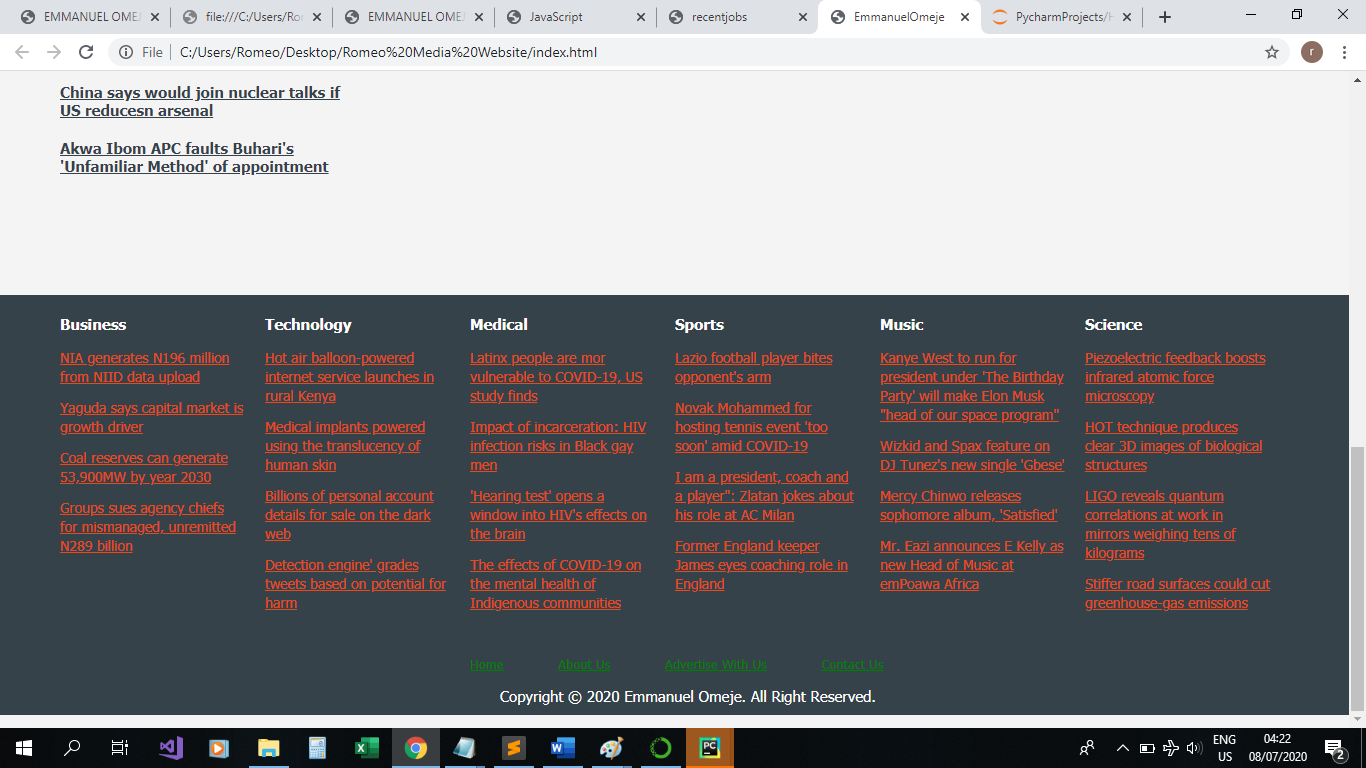 EMMANUEL OMEJ
file:///C:/Users/Ro
EMMANUEL OMEJ
JavaScript
recentjobs
EmmanuelOmeje
PycharmProjects/H
File
C:/Users/Romeo/Desktop/Romeo%20Media%20Website/index.html
r
China says would join nuclear talks if
US reducesn arsenal
Akwa Ibom APC faults Buhari's
'Unfamiliar Method' of appointment
Business
NIA generates N196 million
from NIID data upload
Yaguda says capital market is
growth driver
Coal reserves can generate
53,900MW by year 2030
Groups sues agency chiefs
for mismanaged, unremitted
N289 billion
Technology
Hot air balloon-powered
internet service launches in
rural Kenya
Medical implants powered
using the translucency of
human skin
Billions of personal account
details for sale on the dark
web
Detection engine' grades
tweets based on potential for
harm
Medical
Latinx people are mor
vulnerable to COVID-19, US
study finds
Impact of incarceration: HIV
infection risks in Black gay
men
'Hearing test' opens a
window into HIV's effects on
the brain
The effects of COVID-19 on
the mental health of
Indigenous communities
Sports
Lazio football player bites
opponent's arm
Novak Mohammed for
hosting tennis event 'too
soon' amid COVID-19
I am a president, coach and
a player": Zlatan jokes about
his role at AC Milan
Former England keeper
James eyes coaching role in
England
Music
Kanye West to run for
president under 'The Birthday
Party' will make Elon Musk
"head of our space program"
Wizkid and Spax feature on
DJ Tunez's new single 'Gbese'
Mercy Chinwo releases
sophomore album, 'Satisfied'
Mr. Eazi announces E Kelly as
new Head of Music at
emPoawa Africa
Science
Piezoelectric feedback boosts
infrared atomic force
microscopy
HOT technique produces
clear 3D images of biological
structures
LIGO reveals quantum
correlations at work in
mirrors weighing tens of
kilograms
Stiffer road surfaces could cut
greenhouse-gas emissions
Home About Us Advertise With Us Contact Us
Copyright © 2020 Emmanuel Omeje. All Right Reserved.
ENG
US
04:22
08/07/2020
2